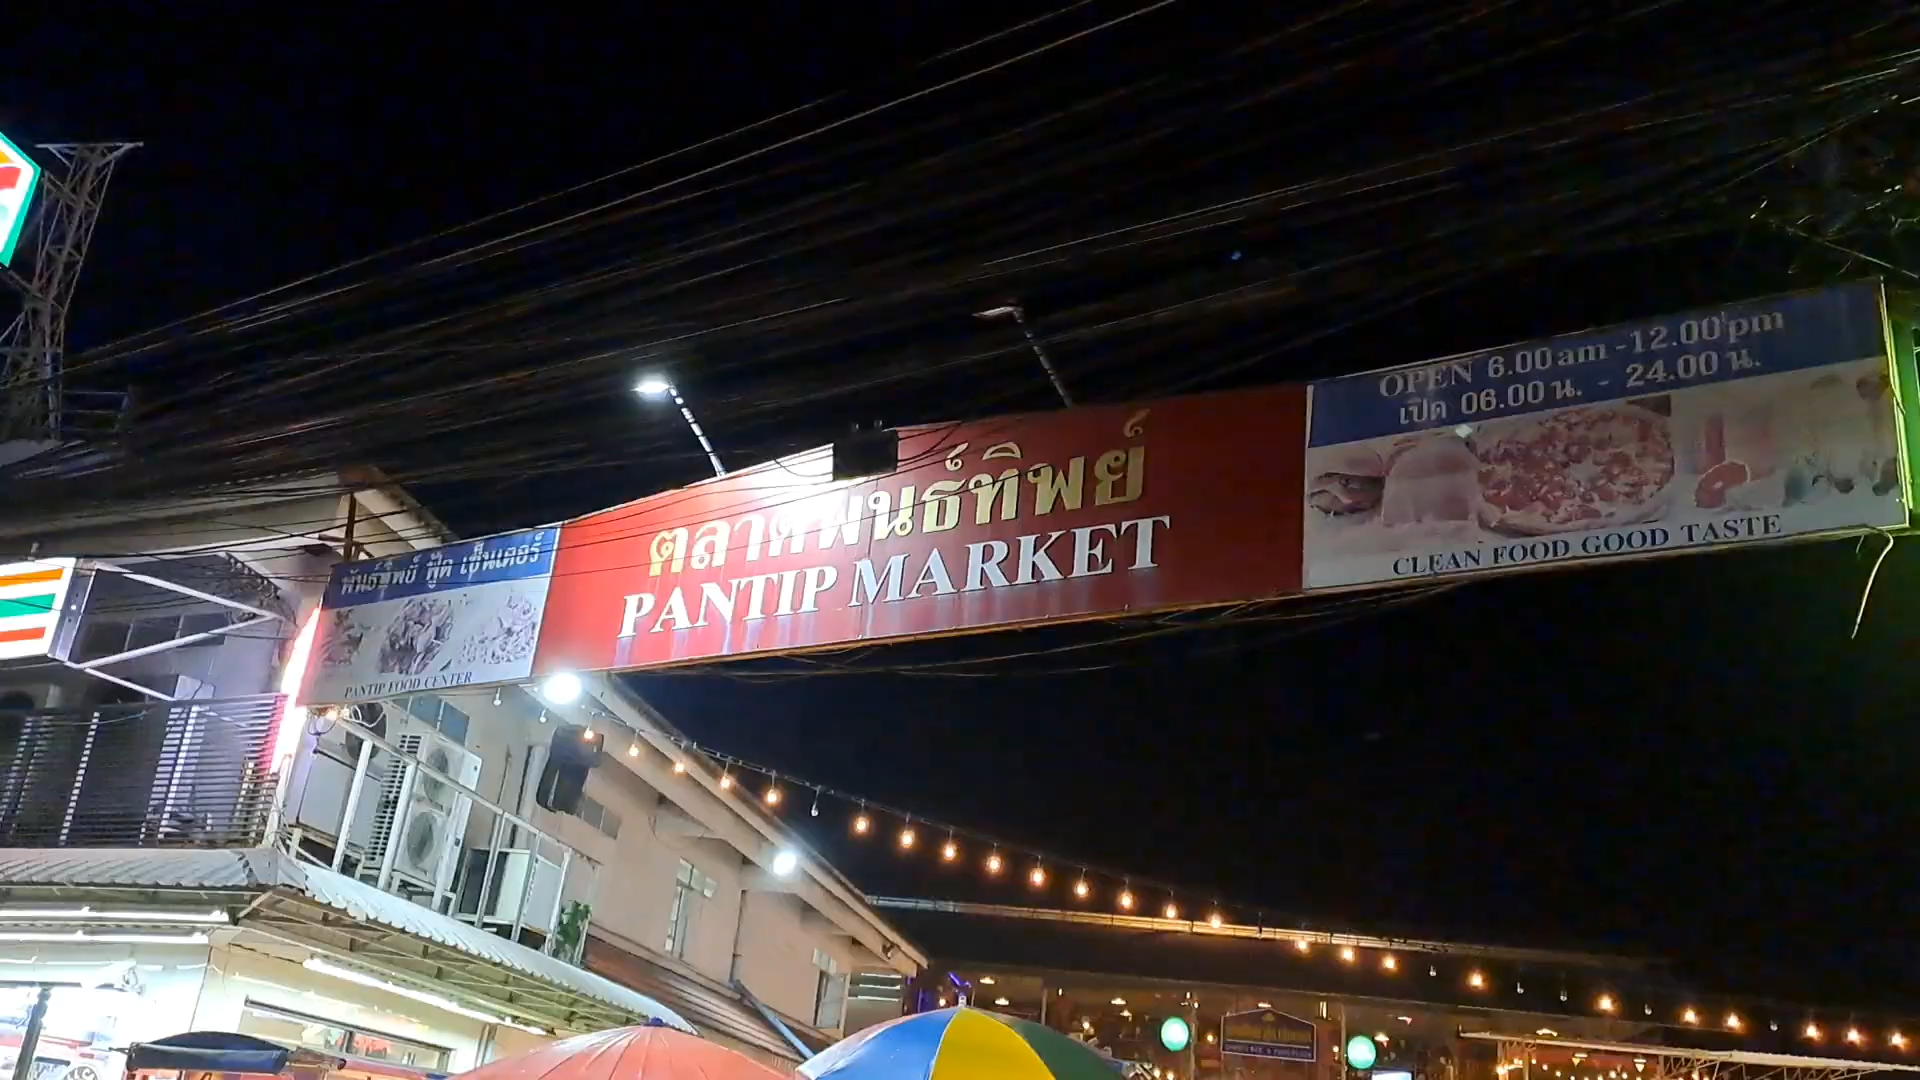 พันธ์ทิพย์ ฟู้ด เซ็นเตอร์
PANTIP FOOD CENTER
ตลาดพันธ์ทิพย์
PANTIP MARKET
OPEN 6.00 am - 12.00 pm
เปิด 06.00 น. - 24.00 น.
CLEAN FOOD GOOD TASTE